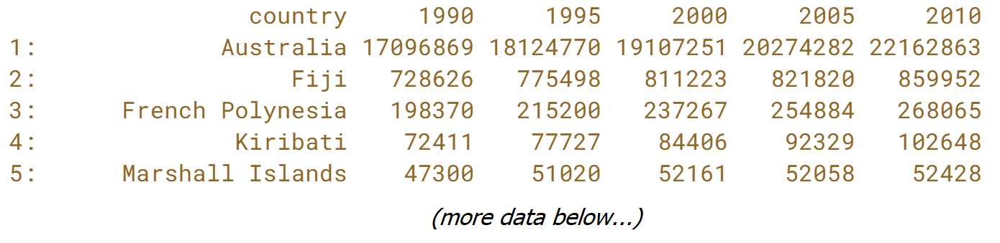 country 1990 1995 2000 2005 2010
1: Australia 17096869 18124770 19107251 20274282 22162863
2: Fiji 728626 775498 811223 821820 859952
3: French Polynesia 198370 215200 237267 254884 268065
4: Kiribati 72411 77727 84406 92329 102648
5: Marshall Islands 47300 51020 52161 52058 52428
(more data below...)